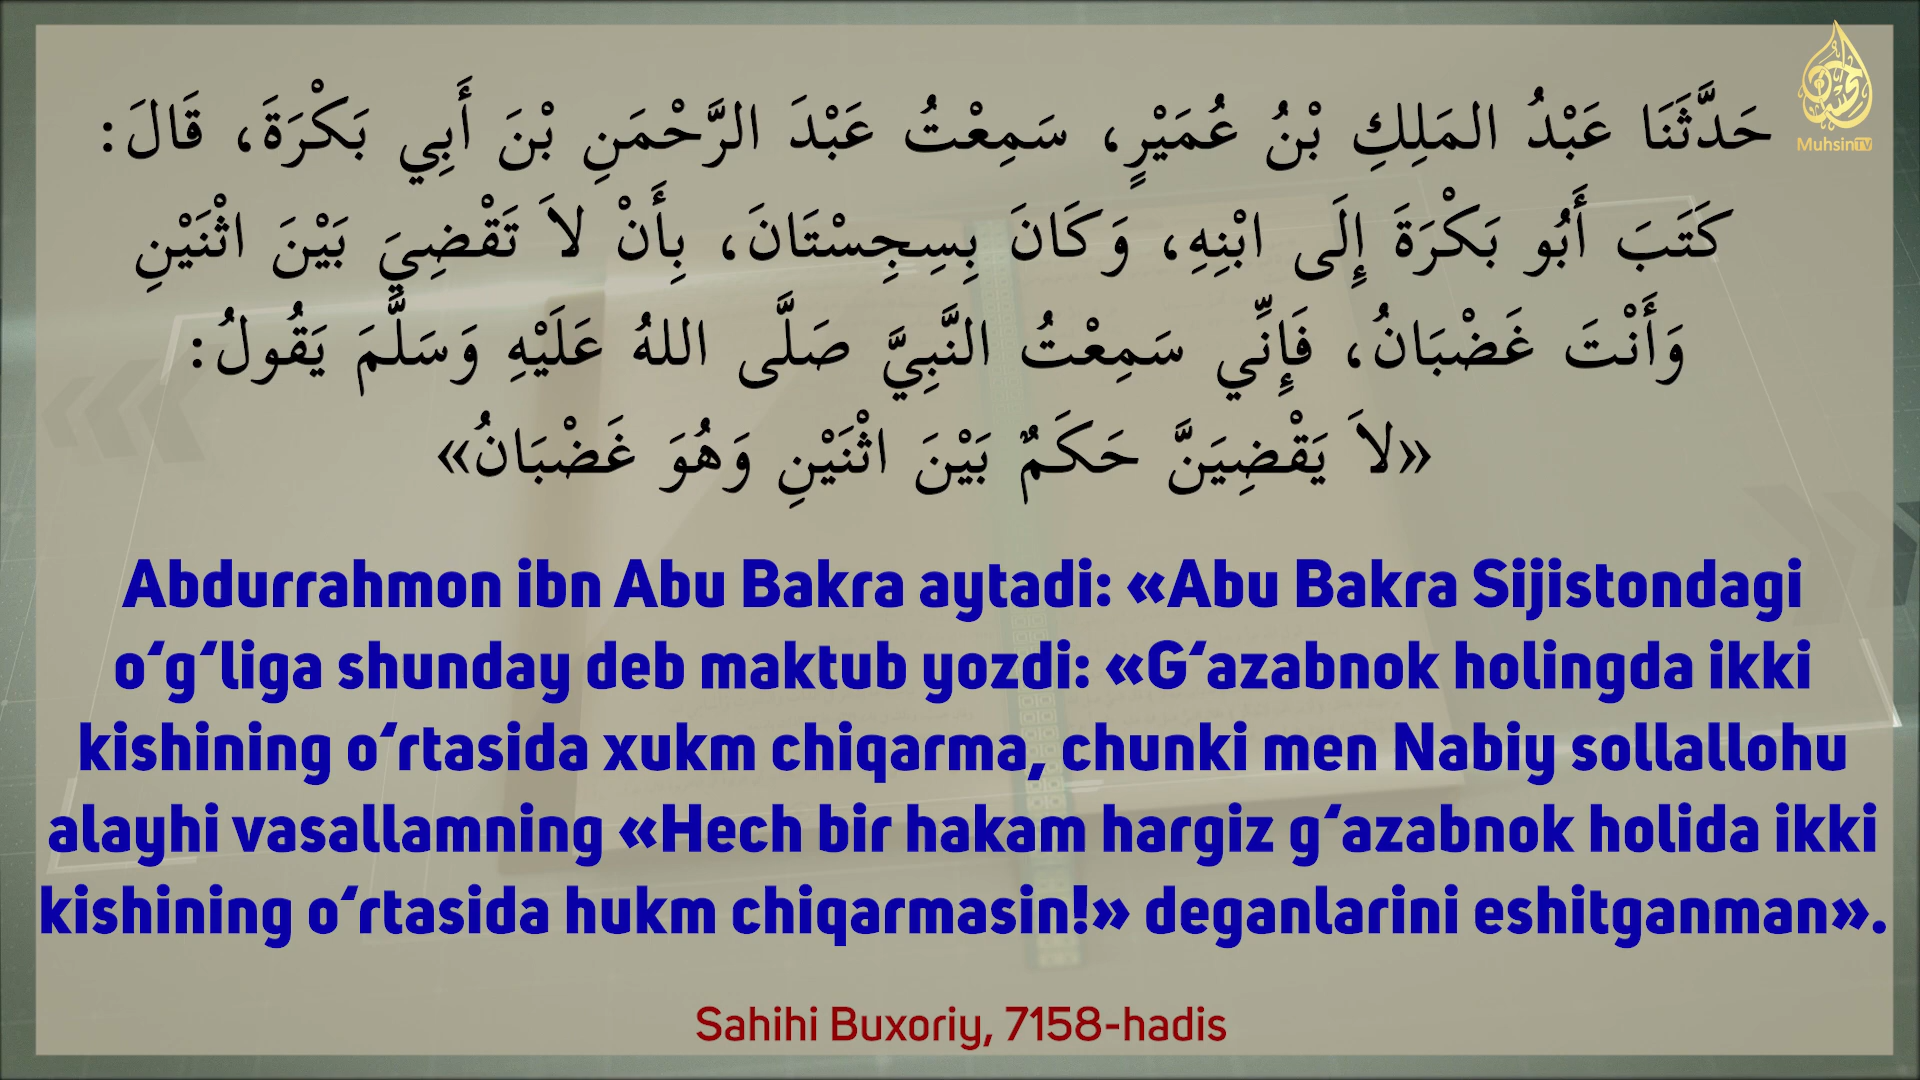 حَدَّثَنَا عَبْدُ المَلِكِ بْنُ عُمَيْرٍ، سَمِعْتُ عَبْدَ الرَّحْمَنِ بْنَ أَبِي بَكْرَةَ، قَالَ:
كَتَبَ أَبُو بَكْرَةَ إِلَى ابْنِهِ، وَكَانَ بِسِجِسْتَانَ، بِأَنْ لاَ تَقْضِيَ بَيْنَ اثْنَيْنِ
وَأَنْتَ غَضْبَانُ، فَإِنِّي سَمِعْتُ النَّبِيَّ صَلَّى اللهُ عَلَيْهِ وَسَلَّمَ يَقُولُ:
«لاَ يَقْضِيَنَّ حَكَمٌ بَيْنَ اثْنَيْنِ وَهُوَ غَضْبَانُ»
MuhsinTV
Abdurrahmon ibn Abu Bakra aytadi: «Abu Bakra Sijistondagi
o‘g‘liga shunday deb maktub yozdi: «G‘azabnok holingda ikki
kishining o‘rtasida xukm chiqarma, chunki men Nabiy sollallohu
alayhi vasallamning «Hech bir hakam hargiz g‘azabnok holida ikki
kishining o‘rtasida hukm chiqarmasin!» deganlarini eshitganman».
Sahihi Buxoriy, 7158-hadis